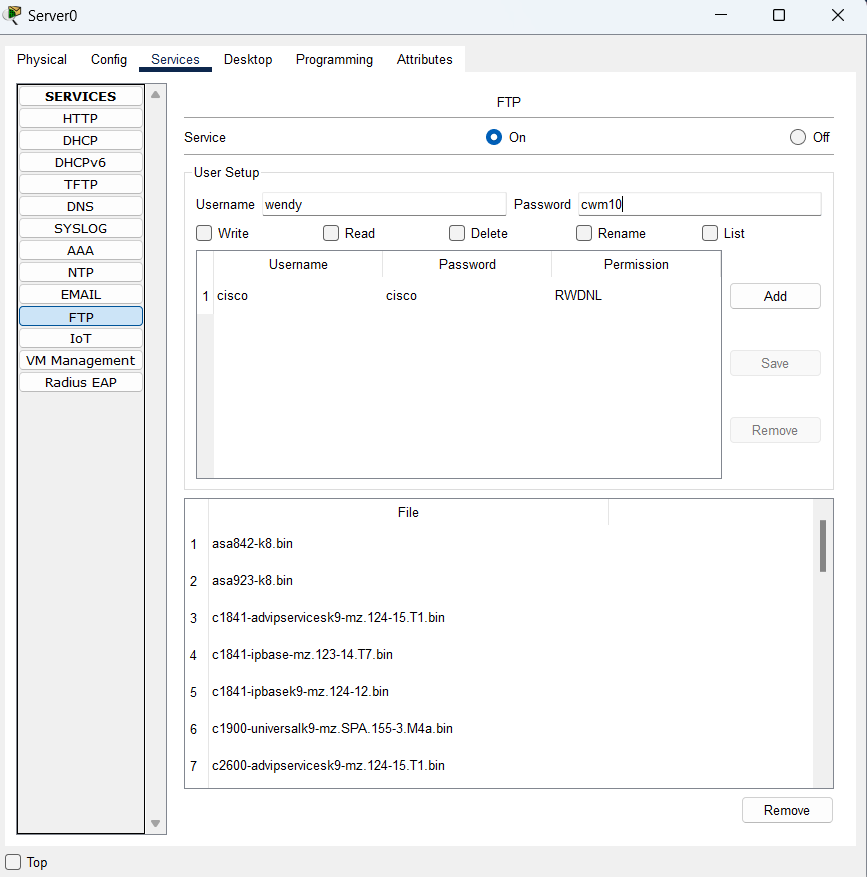 Server0
Physical Config Services Desktop Programming Attributes
SERVICES
HTTP
DHCP
DHCPv6
TFTP
DNS
SYSLOG
AAA
NTP
EMAIL
FTP
IoT
VM Management
Radius EAP
FTP
Service On Off
User Setup
Username wendy Password cwm10
Write Read Delete Rename List
Username Password Permission
1 cisco cisco RWDNL
Add
Save
Remove
File
1 asa842-k8.bin
2 asa923-k8.bin
3 c1841-advipservicesk9-mz.124-15.T1.bin
4 c1841-ipbase-mz.123-14.T7.bin
5 c1841-ipbasek9-mz.124-12.bin
6 c1900-universalk9-mz.SPA.155-3.M4a.bin
7 c2600-advipservicesk9-mz.124-15.T1.bin
Remove
Top